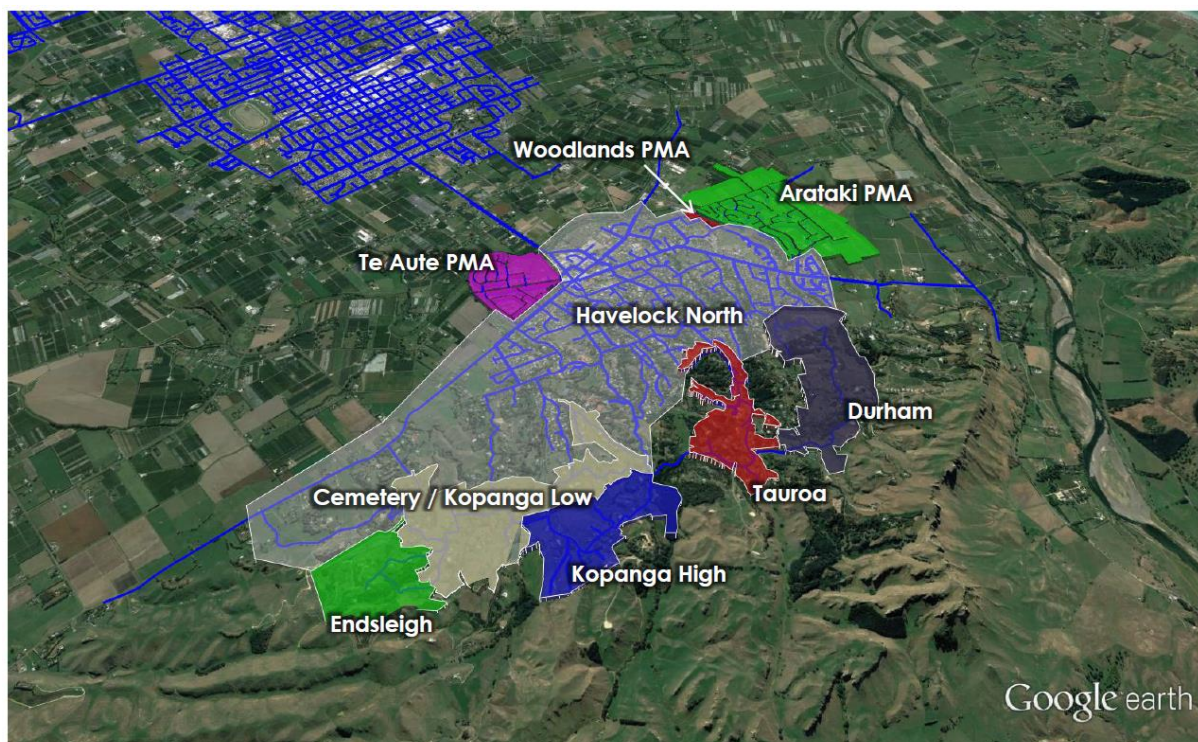 Woodlands PMA
Arataki PMA
Te Aute PMA
Havelock North
Durham
Tauroa
Cemetery / Kopanga Low
Kopanga High
Endsleigh
Google earth